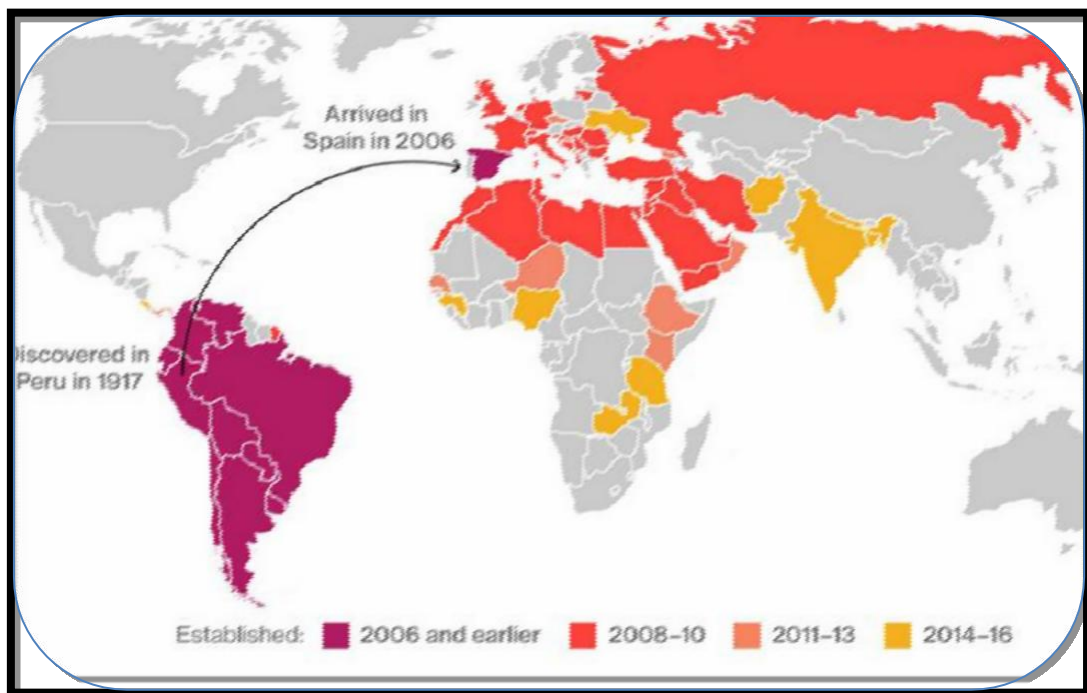 Arrived in
Spain in 2006
iscovered in
Peru in 1917
Established: 2006 and earlier 2008–10 2011–13 2014–16